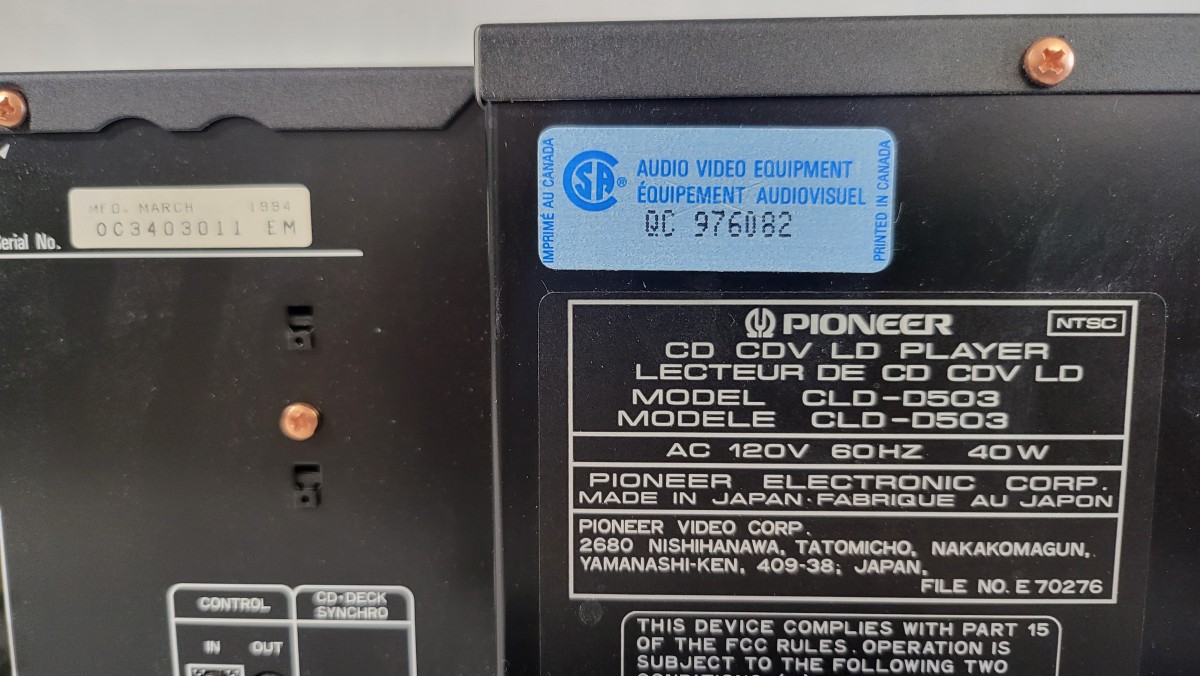 MFD. MARCH 1994
OC3403011 EM
Serial No.
IMPRIMÉ AU CANADA
CSA®
AUDIO VIDEO EQUIPMENT
ÉQUIPEMENT AUDIOVISUEL
QC 976082
PRINTED IN CANADA
PIONEER NTSC
CD CDV LD PLAYER
LECTEUR DE CD CDV LD
MODEL CLD-D503
MODELE CLD-D503
AC 120V 60HZ 40W
PIONEER ELECTRONIC CORP.
MADE IN JAPAN·FABRIQUE AU JAPON
PIONEER VIDEO CORP.
2680 NISHIHANAWA, TATOMICHO, NAKAKOMAGUN,
YAMANASHI-KEN, 409-38; JAPAN,
FILE NO. E 70276
CONTROL
IN OUT
CD·DECK
SYNCHRO
THIS DEVICE COMPLIES WITH PART 15
OF THE FCC RULES. OPERATION IS
SUBJECT TO THE FOLLOWING TWO